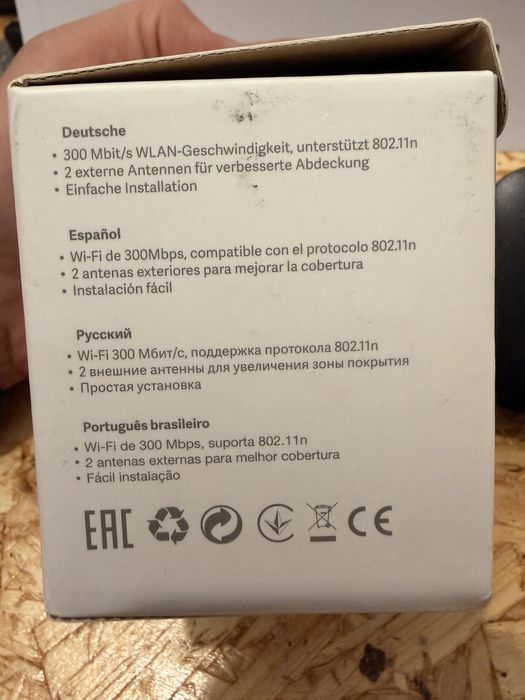 Deutsche
• 300 Mbit/s WLAN-Geschwindigkeit, unterstützt 802.11n
• 2 externe Antennen für verbesserte Abdeckung
• Einfache Installation
Español
• Wi-Fi de 300Mbps, compatible con el protocolo 802.11n
• 2 antenas exteriores para mejorar la cobertura
• Instalación fácil
Русский
• Wi-Fi 300 Мбит/с, поддержка протокола 802.11n
• 2 внешние антенны для увеличения зоны покрытия
• Простая установка
Português brasileiro
• Wi-Fi de 300 Mbps, suporta 802.11n
• 2 antenas externas para melhor cobertura
• Fácil instalação
EAC CE